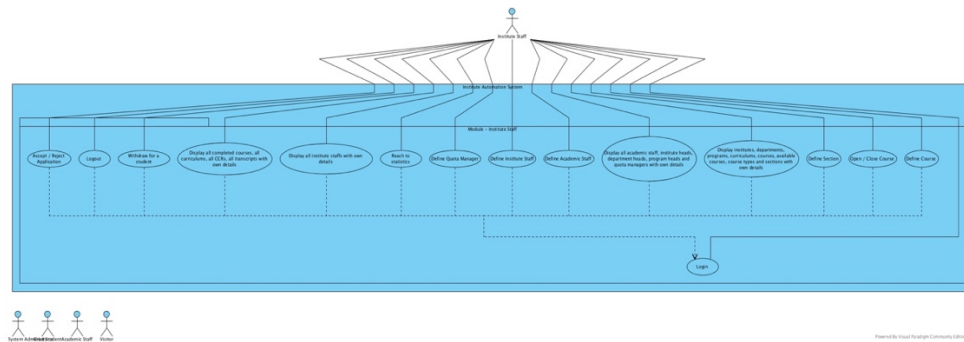 Institute Staff
Institute Automation System
Module - Institute Staff
Accept / Reject
Application
Logout
Withdraw for a
student
Display all completed courses, all
curriculums, all CCRs, all transcripts with
own details
Display all institute staffs with own
details
Reach to
statistics
Define Quota Manager
Define Institute Staff
Define Academic Staff
Display all academic staff, institute heads,
department heads, program heads and
quota managers with own details
Display institutes, departments,
programs, curriculums, courses, available
courses, course types and sections with
own details
Define Section
Open / Close Course
Define Course
Login
System
Academic Staff
Visitor
Powered By Visual Paradigm Community